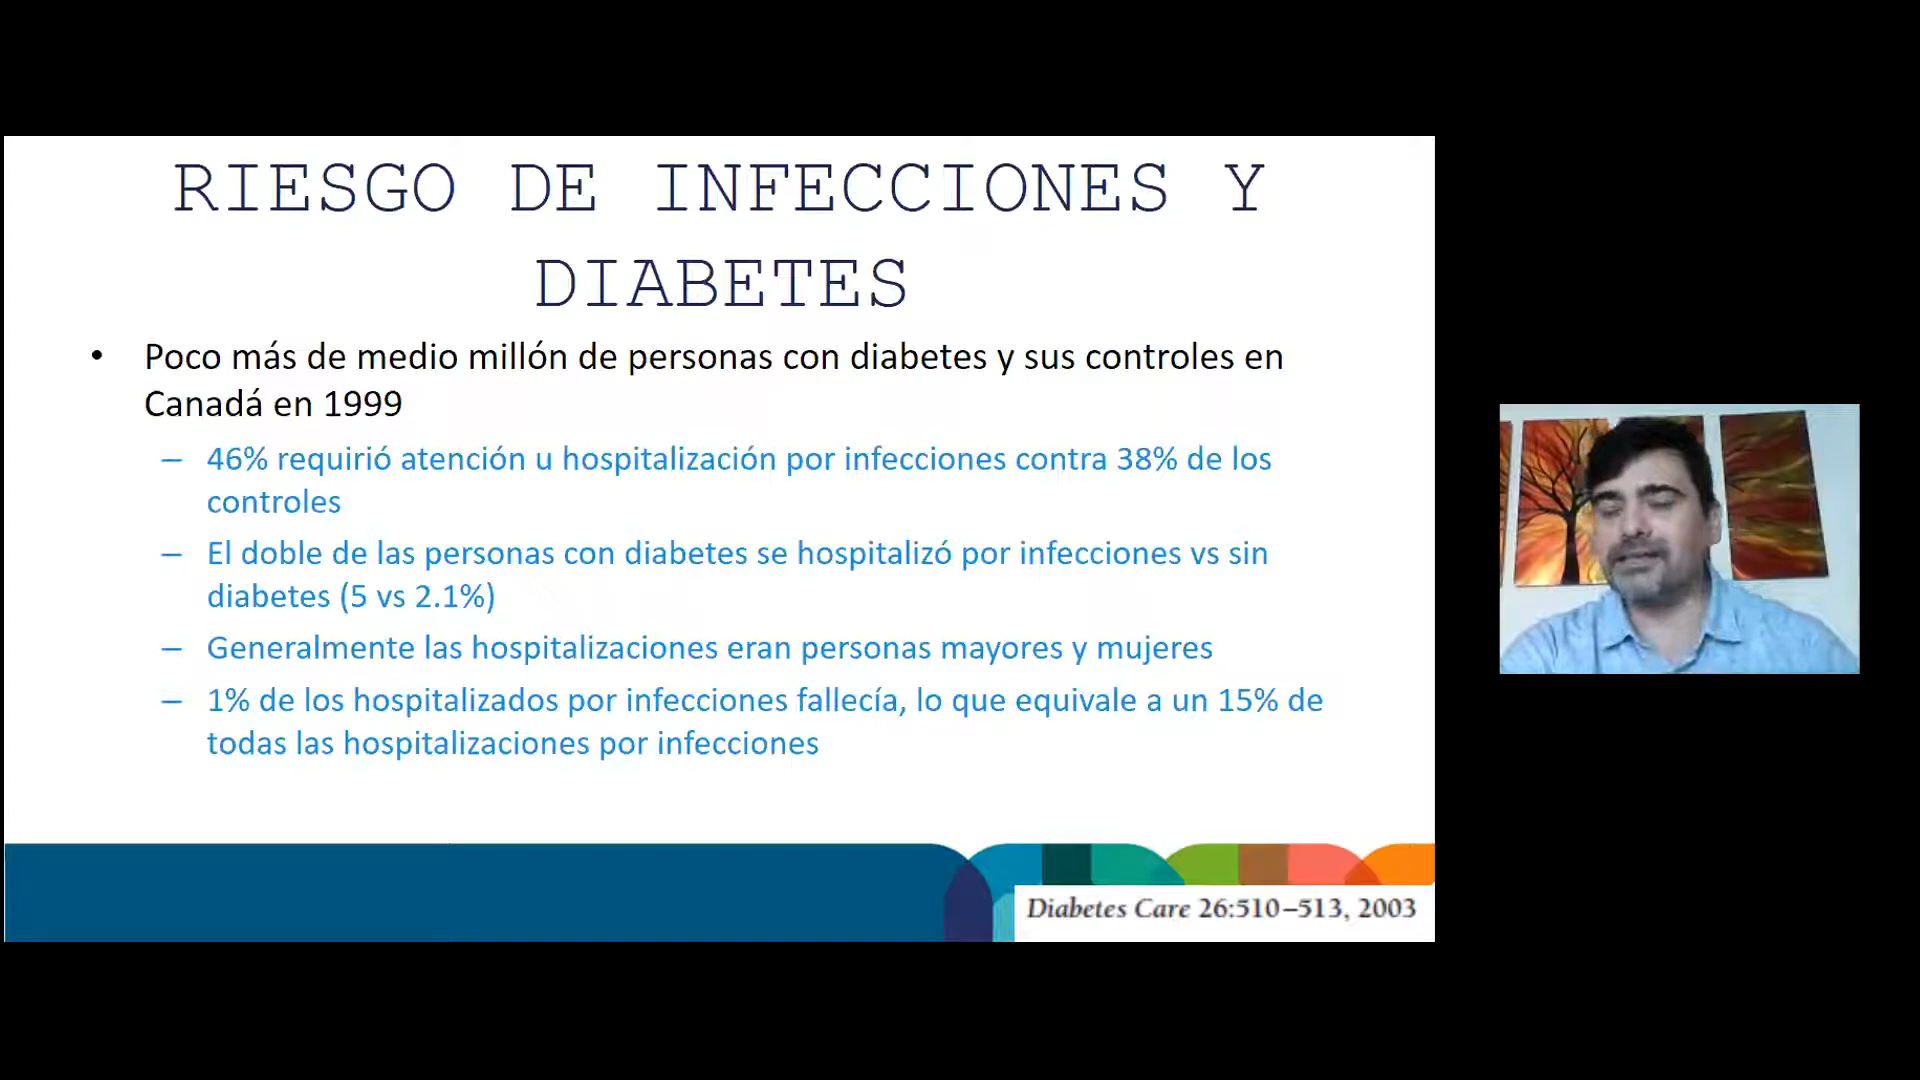 RIESGO DE INFECCIONES Y
DIABETES
• Poco más de medio millón de personas con diabetes y sus controles en
Canadá en 1999
– 46% requirió atención u hospitalización por infecciones contra 38% de los
controles
– El doble de las personas con diabetes se hospitalizó por infecciones vs sin
diabetes (5 vs 2.1%)
– Generalmente las hospitalizaciones eran personas mayores y mujeres
– 1% de los hospitalizados por infecciones fallecía, lo que equivale a un 15% de
todas las hospitalizaciones por infecciones
Diabetes Care 26:510–513, 2003